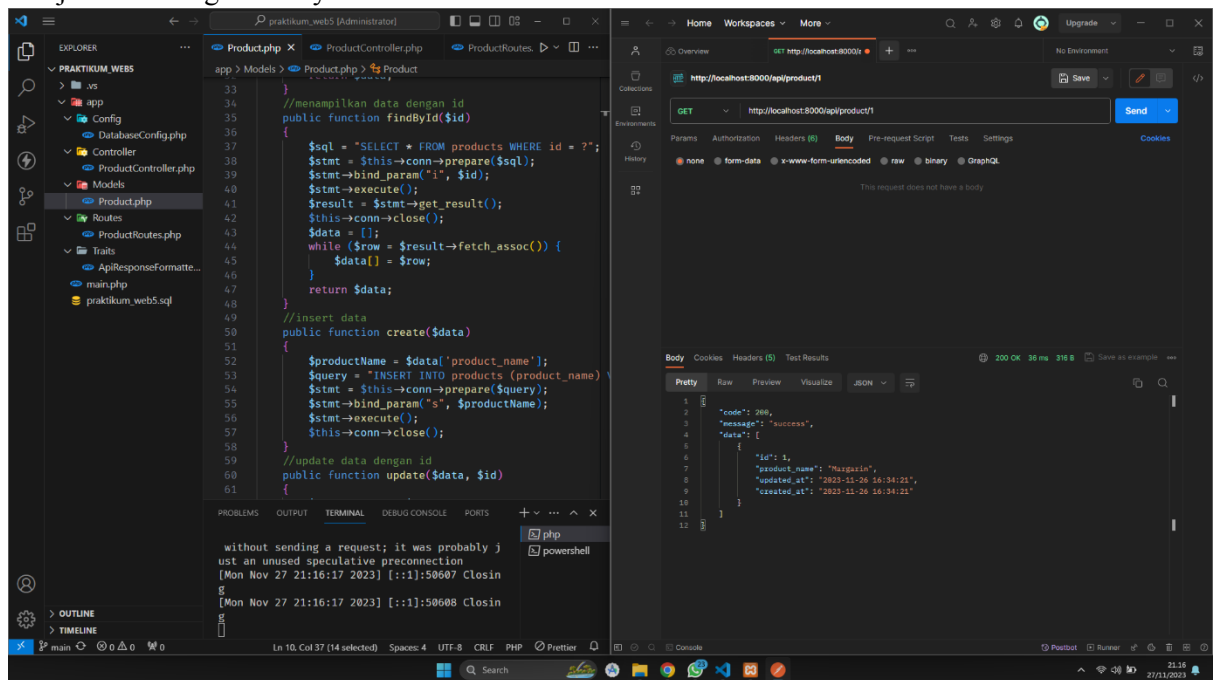 praktikum_web5 [Administrator]
EXPLORER
PRAKTIKUM_WEB5
.vs
app
Config
DatabaseConfig.php
Controller
ProductController.php
Models
Product.php
Routes
ProductRoutes.php
Traits
ApiResponseFormatte...
main.php
praktikum_web5.sql
OUTLINE
TIMELINE
Product.php
ProductController.php
ProductRoutes.
app > Models > Product.php > Product
33 }
34 //menampilkan data dengan id
35 public function findById($id)
36 {
37 $sql = "SELECT * FROM products WHERE id = ?";
38 $stmt = $this->conn->prepare($sql);
39 $stmt->bind_param("i", $id);
40 $stmt->execute();
41 $result = $stmt->get_result();
42 $this->conn->close();
43 $data = [];
44 while ($row = $result->fetch_assoc()) {
45 $data[] = $row;
46 }
47 return $data;
48 }
49 //insert data
50 public function create($data)
51 {
52 $productName = $data['product_name'];
53 $query = "INSERT INTO products (product_name)
54 $stmt = $this->conn->prepare($query);
55 $stmt->bind_param("s", $productName);
56 $stmt->execute();
57 $this->conn->close();
58 }
59 //update data dengan id
60 public function update($data, $id)
61 {
PROBLEMS OUTPUT TERMINAL DEBUG CONSOLE PORTS
php
powershell
without sending a request; it was probably j
ust an unused speculative preconnection
[Mon Nov 27 21:16:17 2023] [::1]:50607 Closin
g
[Mon Nov 27 21:16:17 2023] [::1]:50608 Closin
g
main 0 0 0 Ln 10, Col 37 (14 selected) Spaces: 4 UTF-8 CRLF PHP Prettier
Home Workspaces More Upgrade
Overview GET http://localhost:8000/a No Environment
Collections
Environments
History
http://localhost:8000/api/product/1 Save
GET http://localhost:8000/api/product/1 Send
Params Authorization Headers (6) Body Pre-request Script Tests Settings Cookies
none form-data x-www-form-urlencoded raw binary GraphQL
This request does not have a body
Body Cookies Headers (5) Test Results 200 OK 36 ms 316 B Save as example
Pretty Raw Preview Visualize JSON
1 {
2 "code": 200,
3 "message": "success",
4 "data": [
5 {
6 "id": 1,
7 "product_name": "Margarin",
8 "updated_at": "2023-11-26 16:34:21",
9 "created_at": "2023-11-26 16:34:21"
10 }
11 ]
12 }
Console Postbot Runner
Search
21.16
27/11/2023